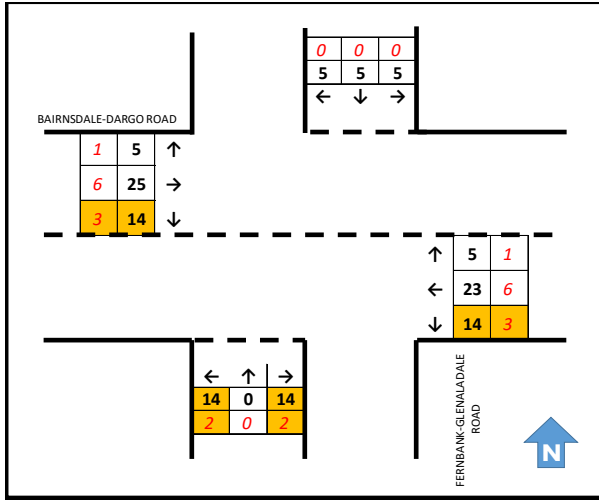 0 0 0
5 5 5
← ↓ →
BAIRNSDALE-DARGO ROAD
1 5 ↑
6 25 →
3 14 ↓
↑ 5 1
← 23 6
↓ 14 3
← ↑ →
14 0 14
2 0 2
FERNBANK-GLENALADALE
ROAD
N